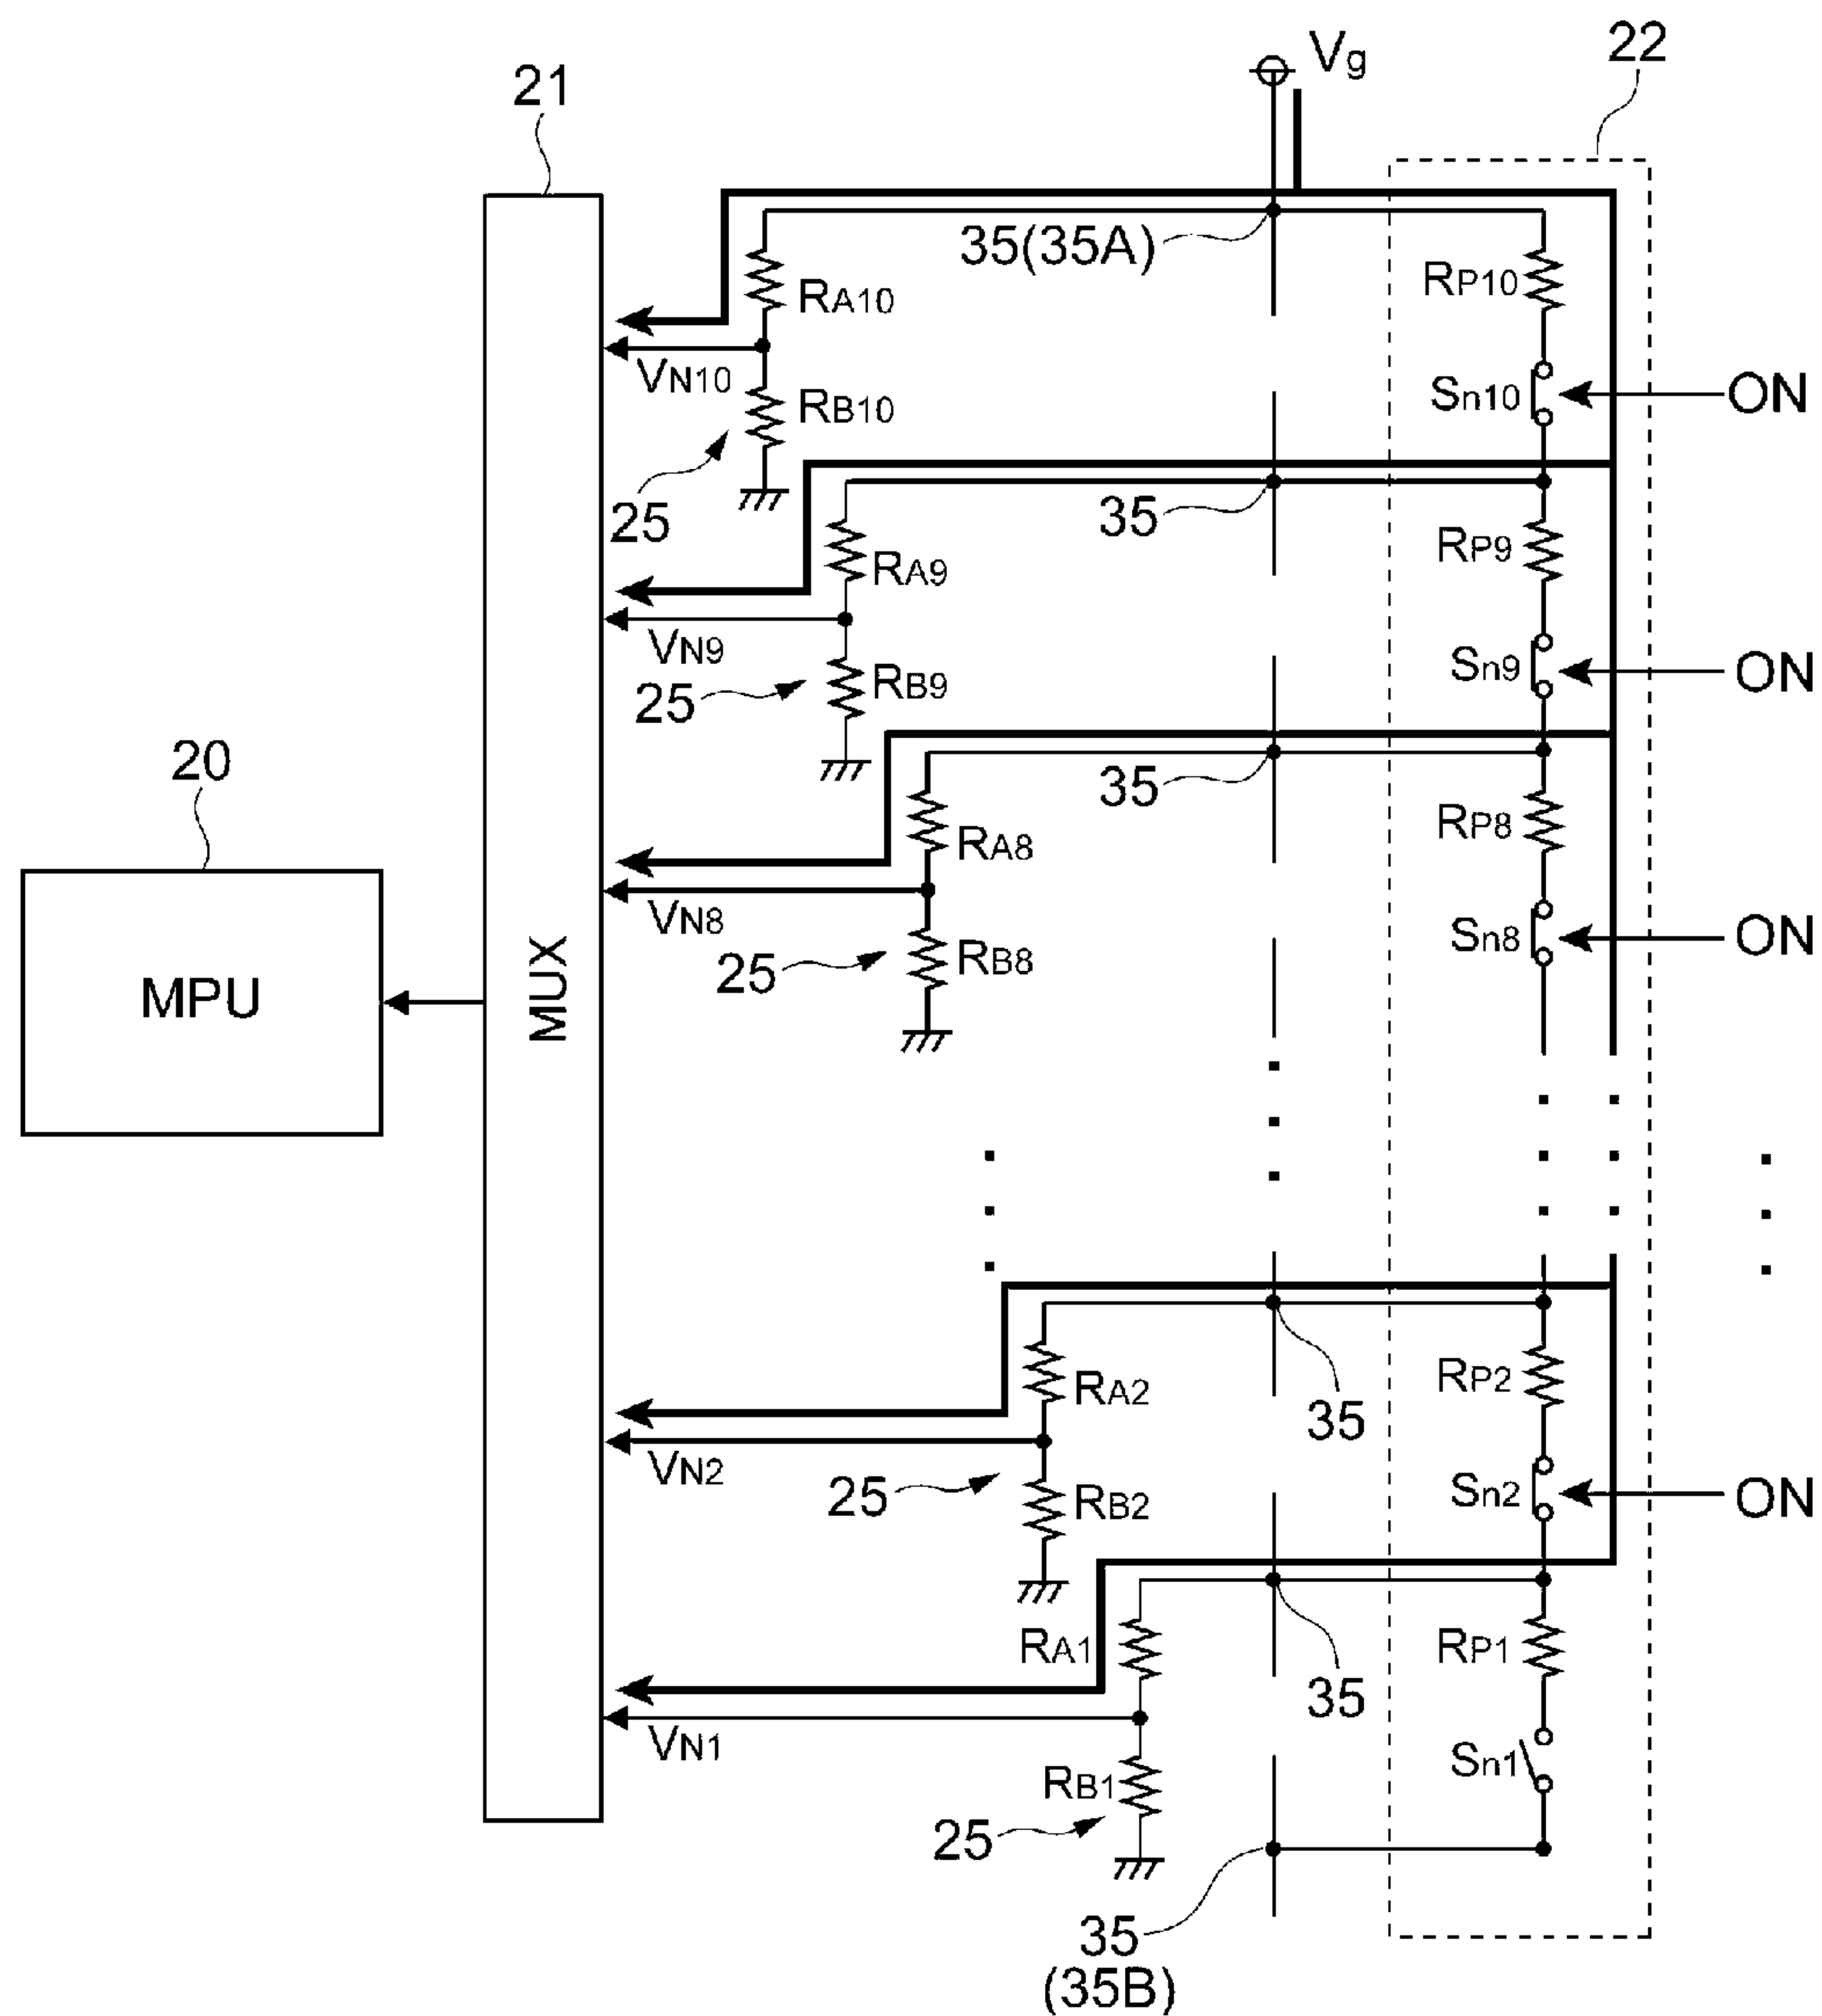 22
Vg
21
35(35A)
RP10
RA10
VN10
Sn10
ON
RB10
25
35
RP9
RA9
VN9
Sn9
ON
RB9
25
20
35
RP8
RA8
VN8
Sn8
ON
RB8
25
MUX
MPU
RP2
RA2
35
VN2
Sn2
ON
25
RB2
RA1
RP1
35
VN1
Sn1
RB1
25
35
(35B)